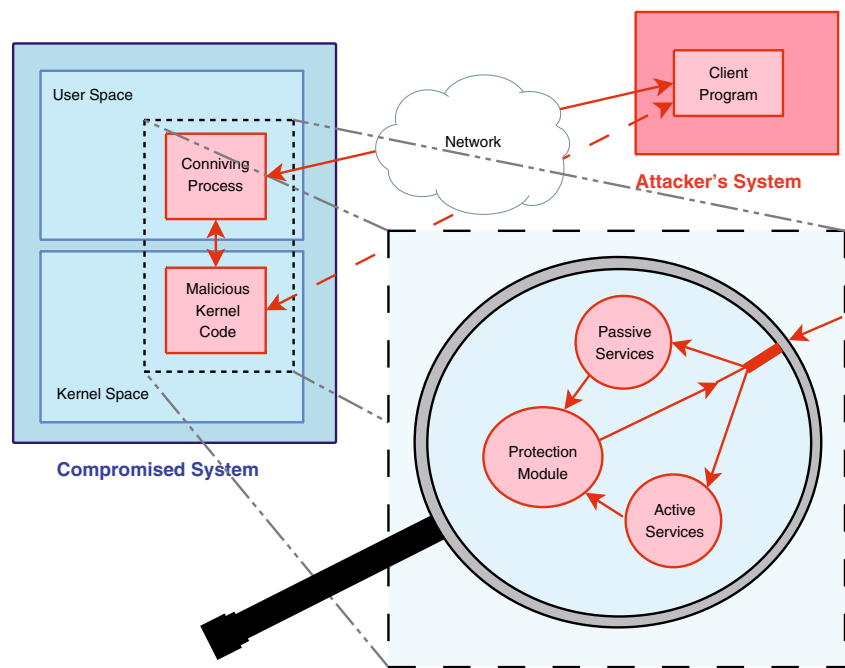 User Space
Conniving
Process
Malicious
Kernel
Code
Kernel Space
Compromised System
Network
Client
Program
Attacker's System
Passive
Services
Protection
Module
Active
Services